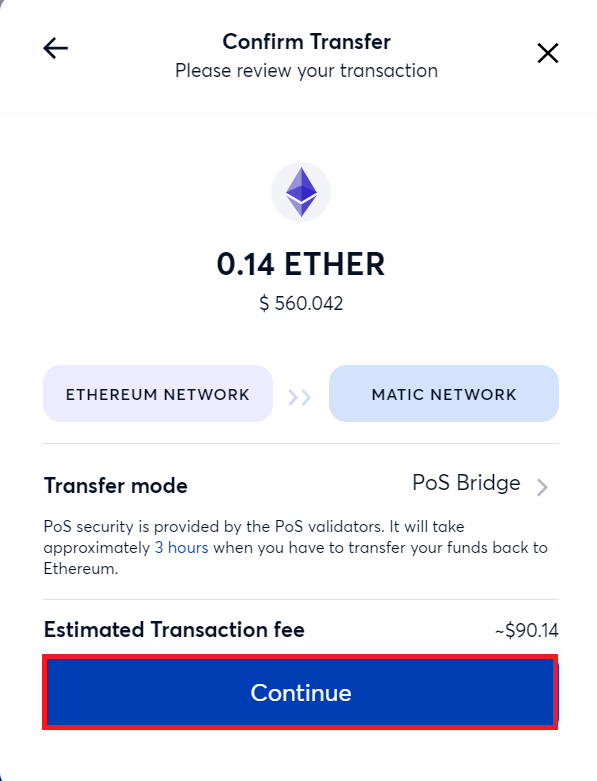 Confirm Transfer
Please review your transaction
0.14 ETHER
$ 560.042
ETHEREUM NETWORK
MATIC NETWORK
Transfer mode
PoS Bridge
PoS security is provided by the PoS validators. It will take
approximately 3 hours when you have to transfer your funds back to
Ethereum.
Estimated Transaction fee
~$90.14
Continue